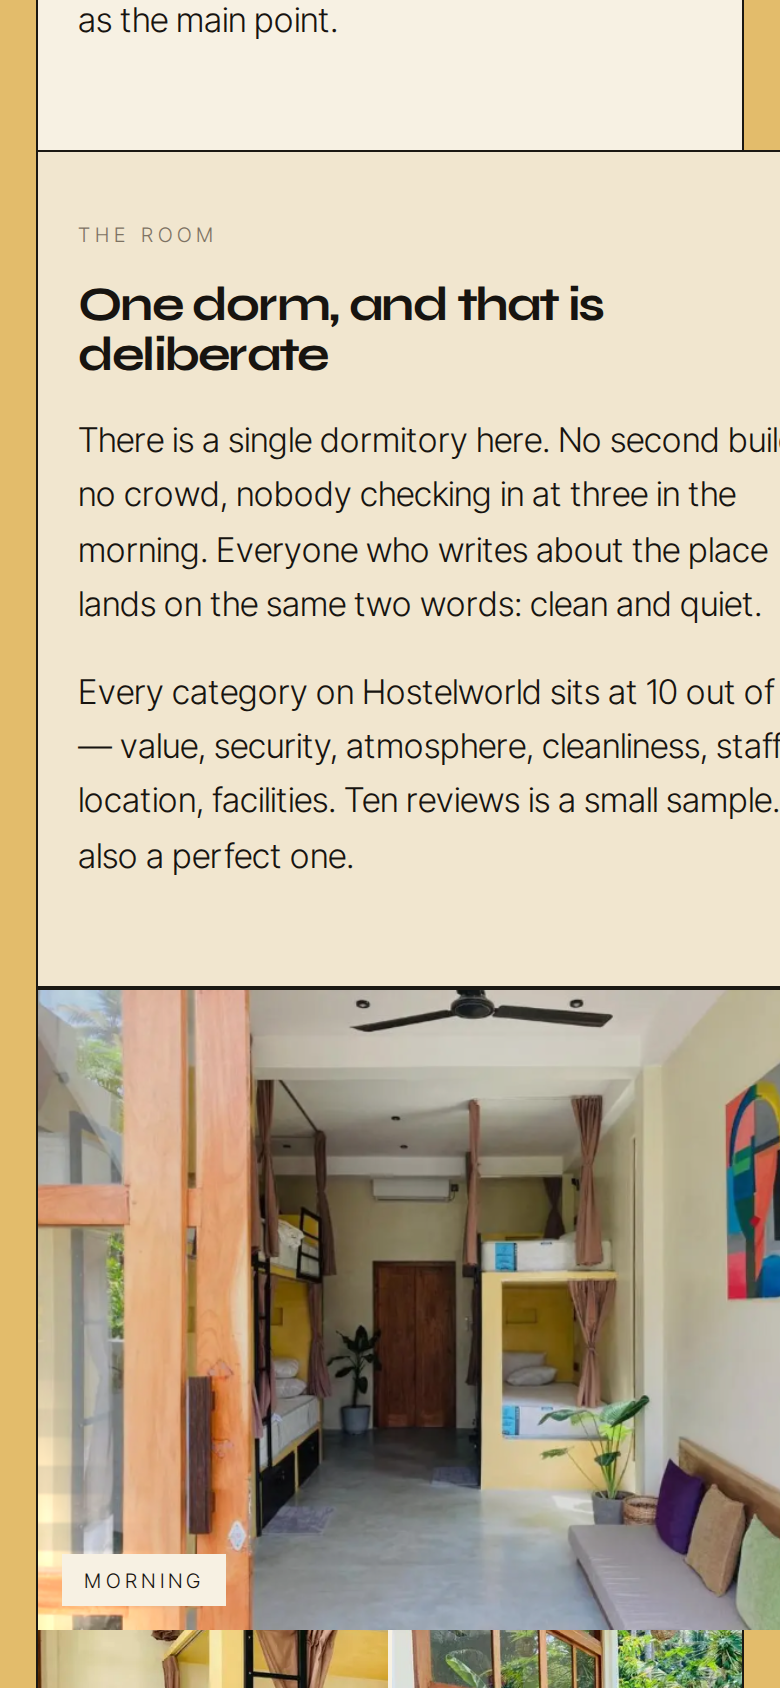 as the main point.
THE ROOM
One dorm, and that is
deliberate
There is a single dormitory here. No second
no crowd, nobody checking in at three in the
morning. Everyone who writes about the place
lands on the same two words: clean and quiet.
Every category on Hostelworld sits at 10 out of
— value, security, atmosphere, cleanliness, staff
location, facilities. Ten reviews is a small sample.
also a perfect one.
MORNING